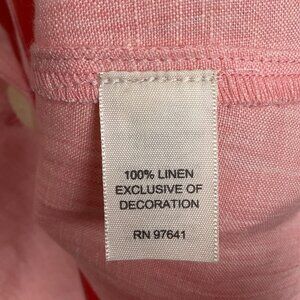 100% LINEN
EXCLUSIVE OF
DECORATION
RN 97641